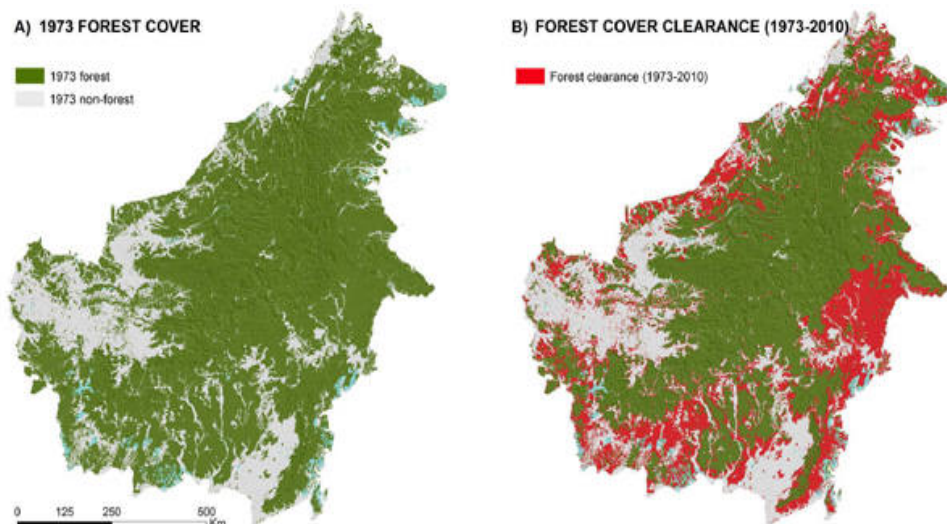 A) 1973 FOREST COVER
1973 forest
1973 non-forest
0 125 250 500
Km
B) FOREST COVER CLEARANCE (1973-2010)
Forest clearance (1973-2010)